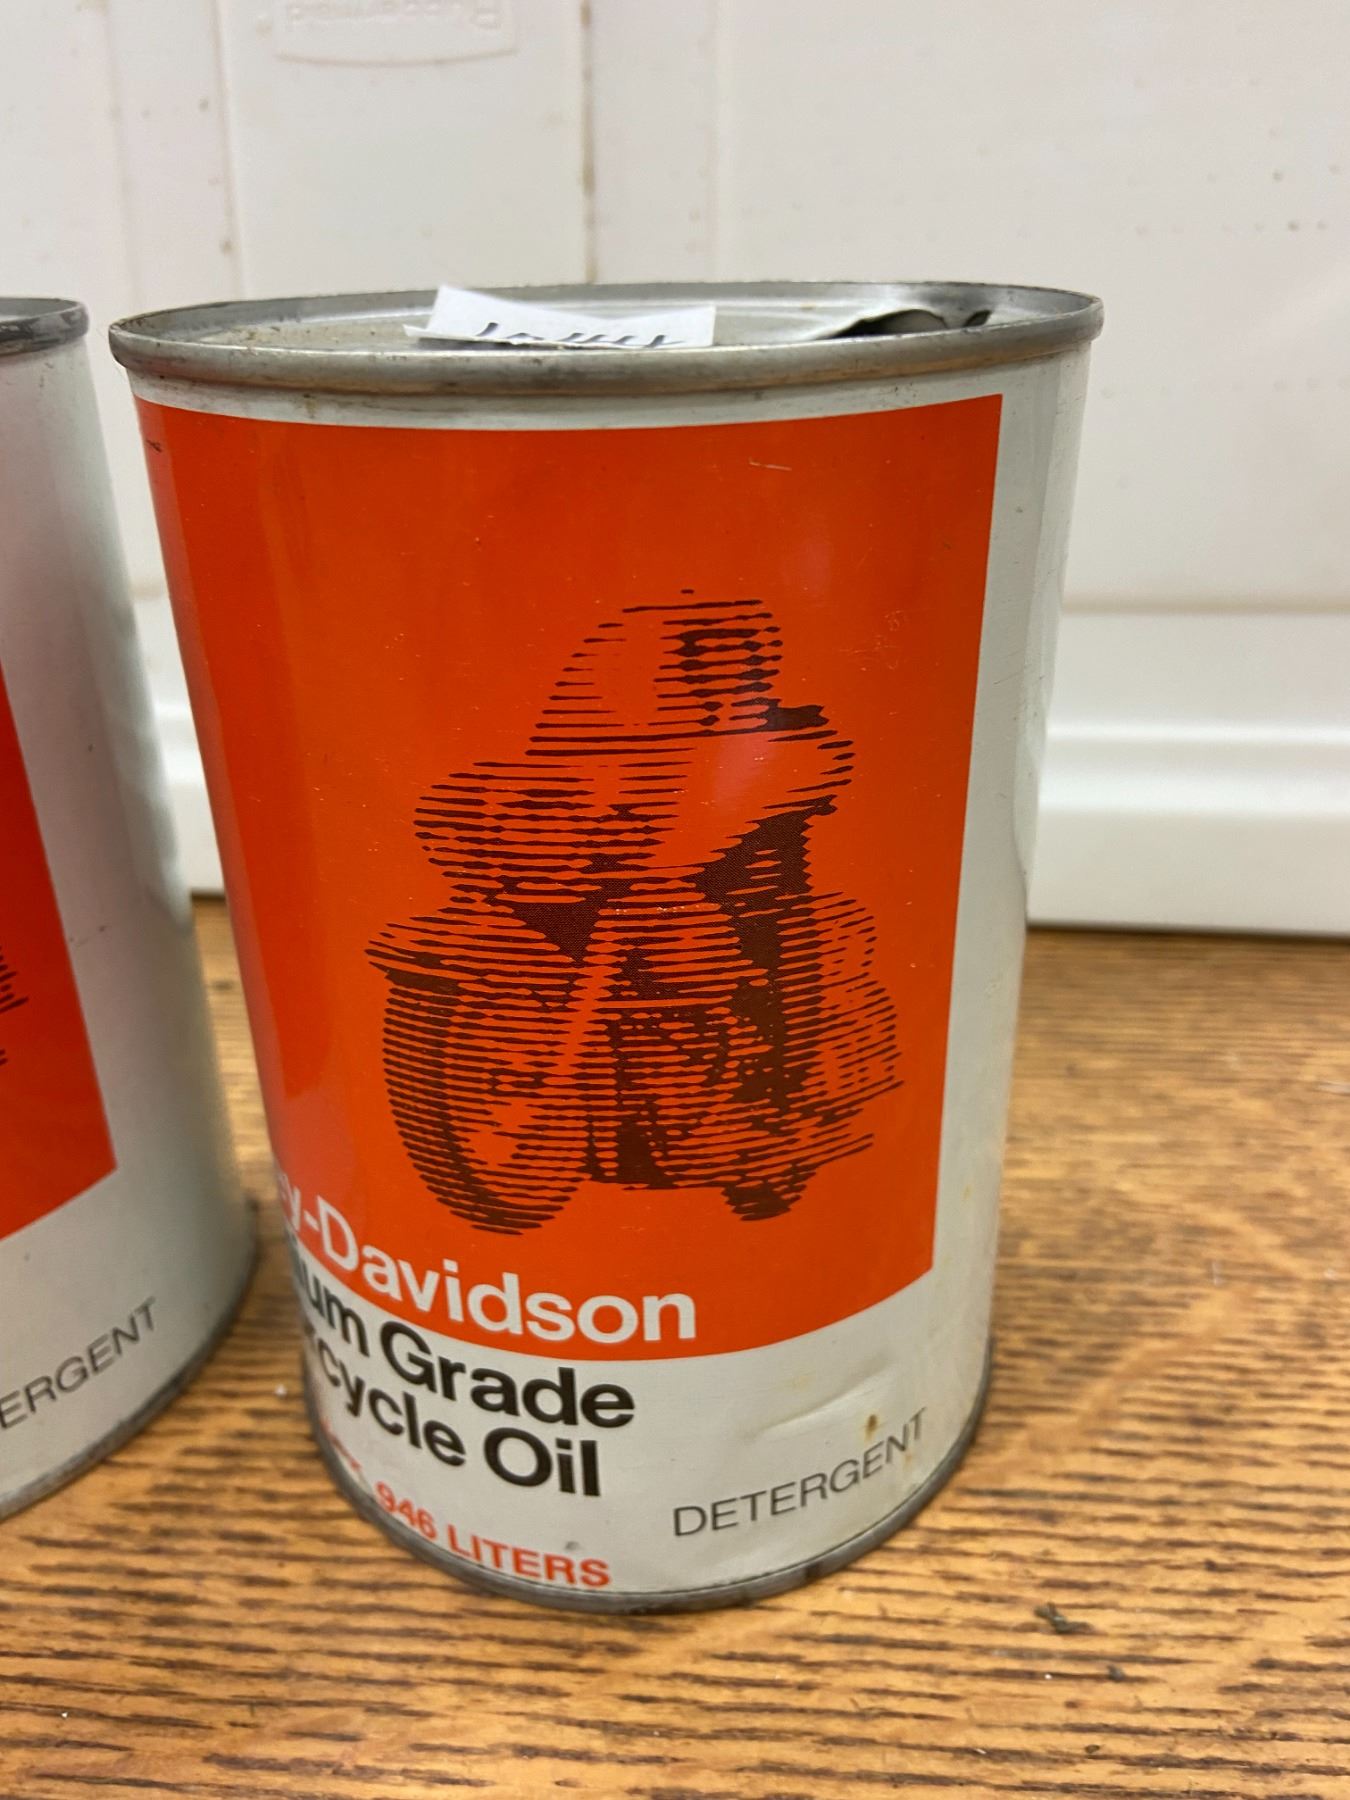 y-Davidson
ium Grade
rcycle Oil
.946 LITERS
DETERGENT
ERGENT